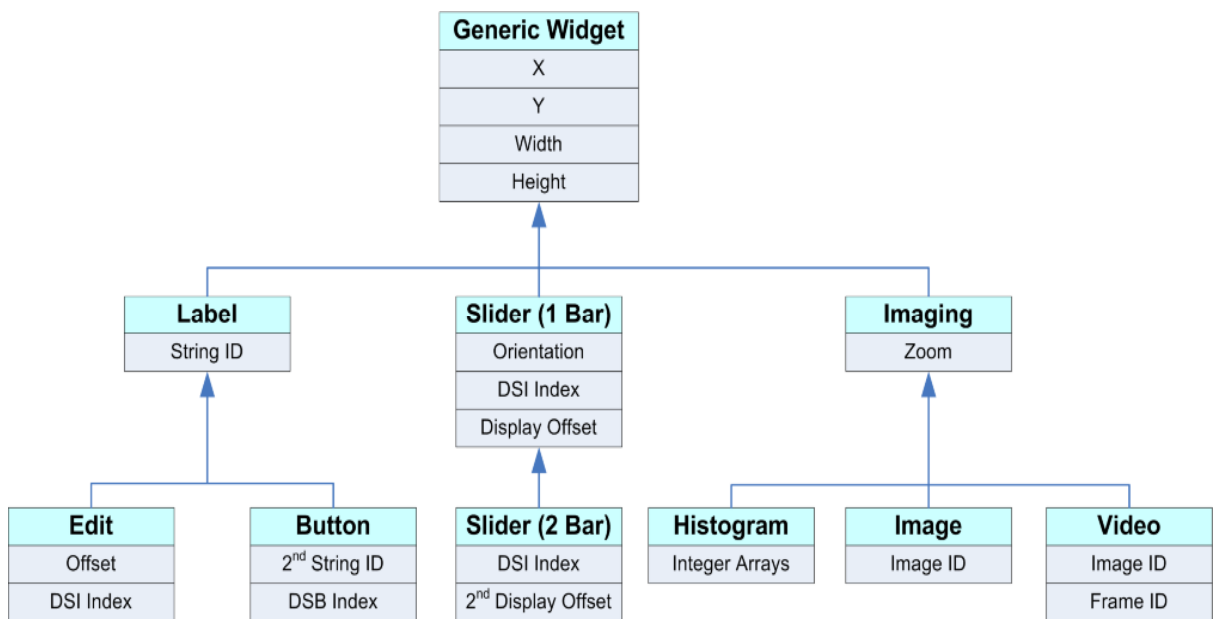 Generic Widget
X
Y
Width
Height
Label
String ID
Slider (1 Bar)
Orientation
DSI Index
Display Offset
Imaging
Zoom
Edit
Offset
DSI Index
Button
2nd String ID
DSB Index
Slider (2 Bar)
DSI Index
2nd Display Offset
Histogram
Integer Arrays
Image
Image ID
Video
Image ID
Frame ID